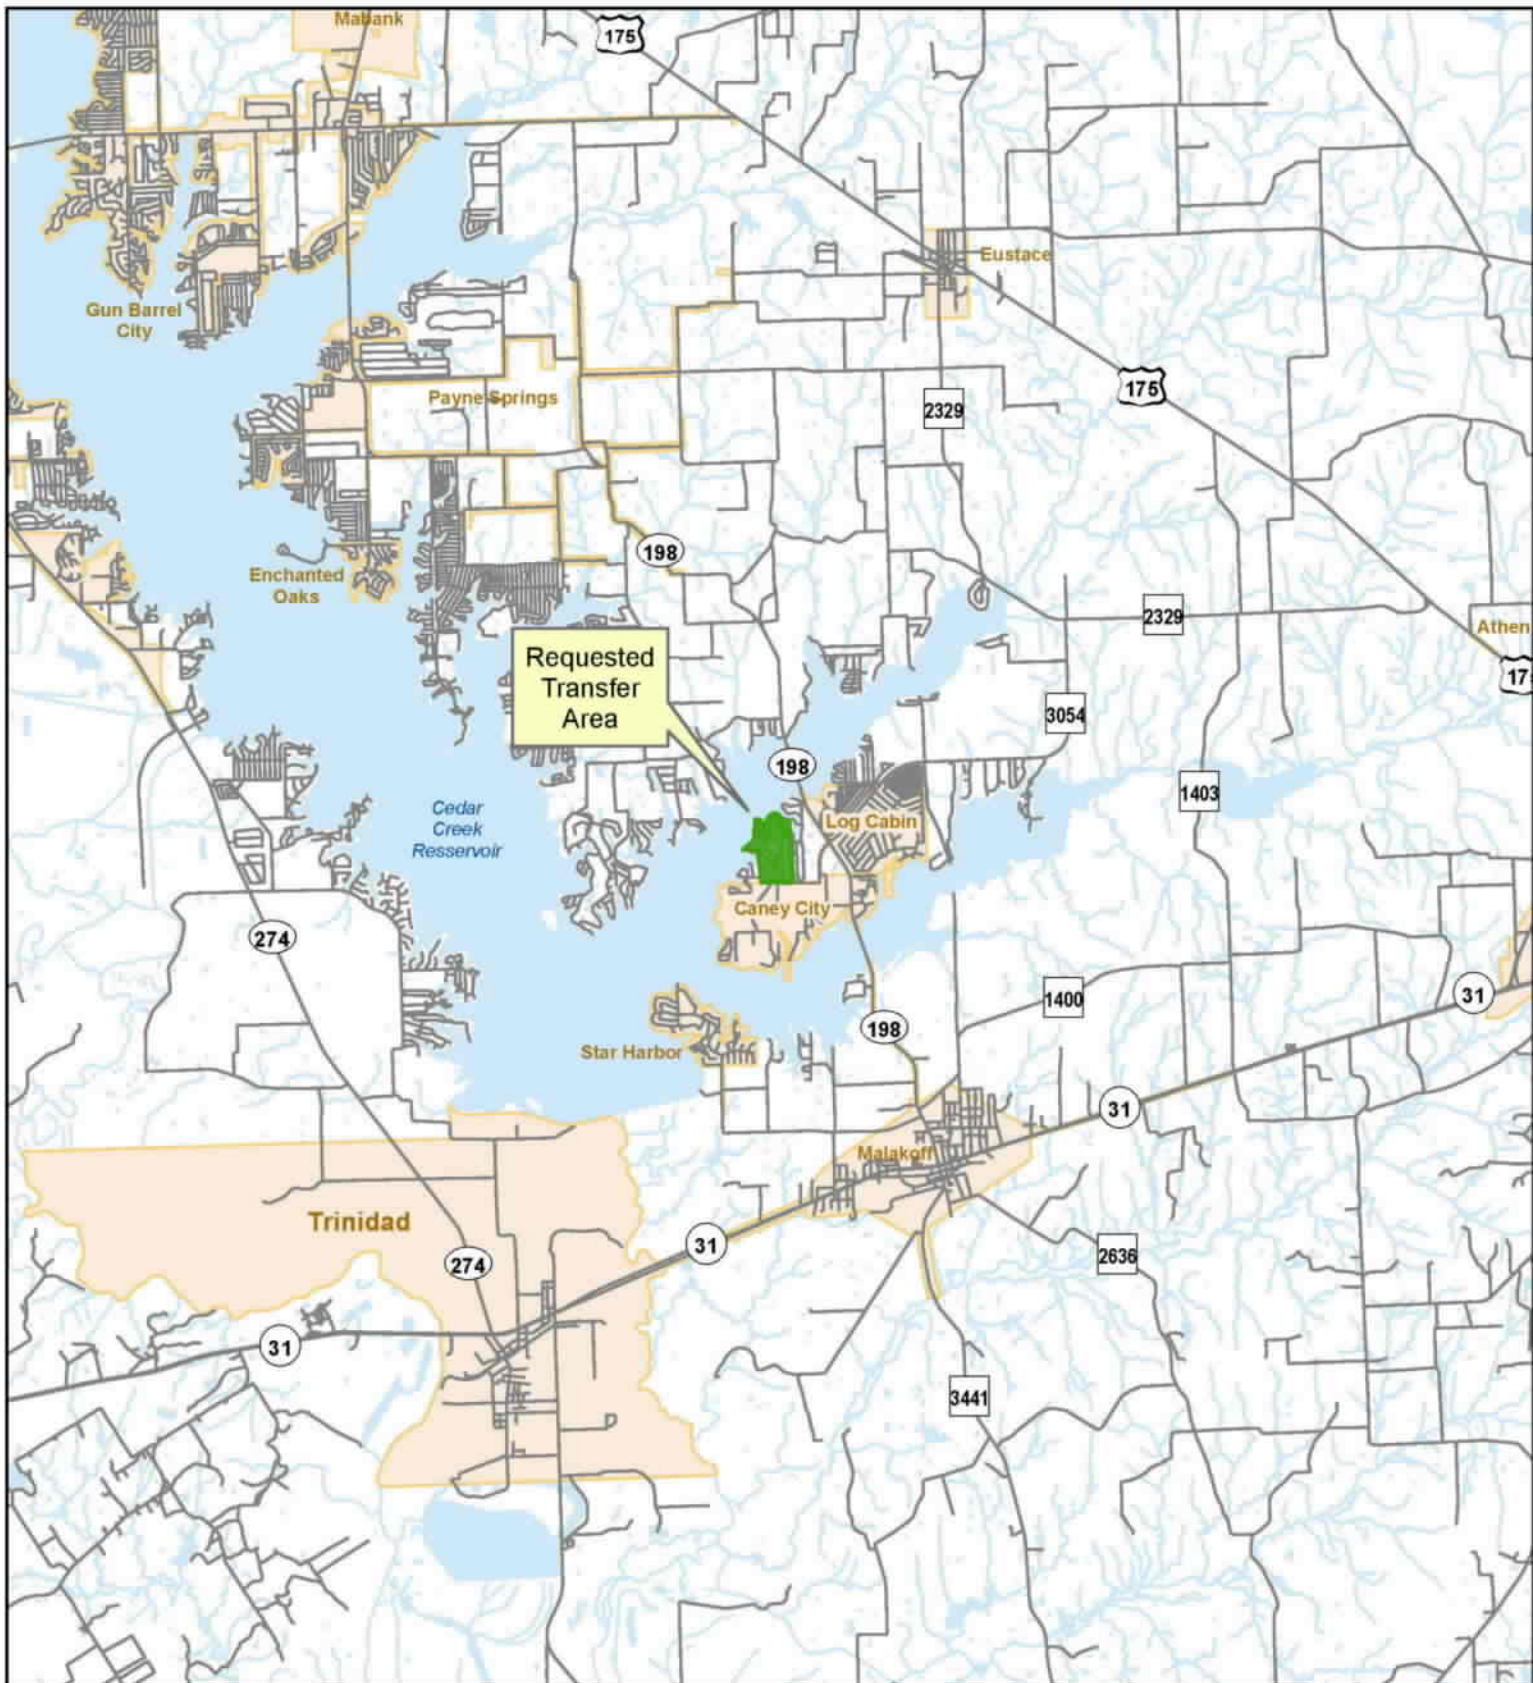 Mabank
175
Eustace
Gun Barrel
City
175
Payne Springs
2329
198
Enchanted
Oaks
2329
Athen
Requested
Transfer
Area
17
3054
198
1403
Cedar
Creek
Resservoir
Log Cabin
Caney City
274
31
1400
198
Star Harbor
31
Malakoff
Trinidad
31
2636
274
31
3441